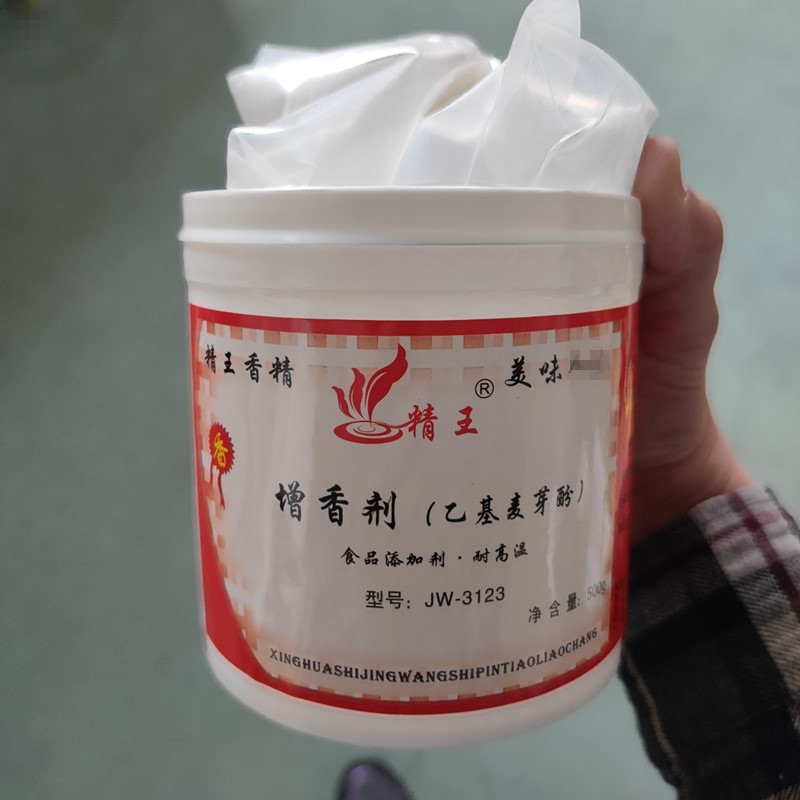 精王香精
美味
®
精王
香
增香剂（乙基麦芽酚）
食品添加剂·耐高温
型号：JW-3123
净含量：500g
XINGHUASHIJINGWANGSHIPINTIAOLIAOCHANG